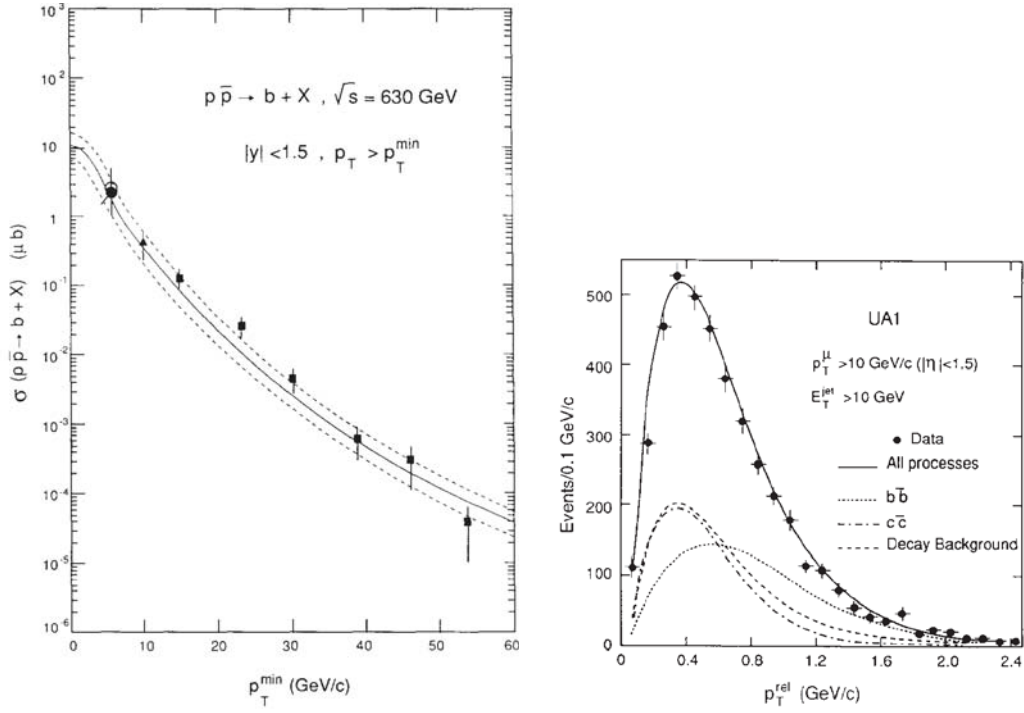 10³
10²
10
1
10⁻¹
10⁻²
10⁻³
10⁻⁴
10⁻⁵
10⁻⁶
σ (pp̅ → b + X) (μb)
pp̅ → b + X , √s = 630 GeV
|y| <1.5 , p_T > p_T^min
0 10 20 30 40 50 60
p_T^min (GeV/c)
500
400
300
200
100
0
Events/0.1 GeV/c
UA1
p_T^μ >10 GeV/c (|η|<1.5)
E_T^jet >10 GeV
Data
All processes
bb̅
cc̅
Decay Background
0 0.4 0.8 1.2 1.6 2.0 2.4
p_T^rel (GeV/c)